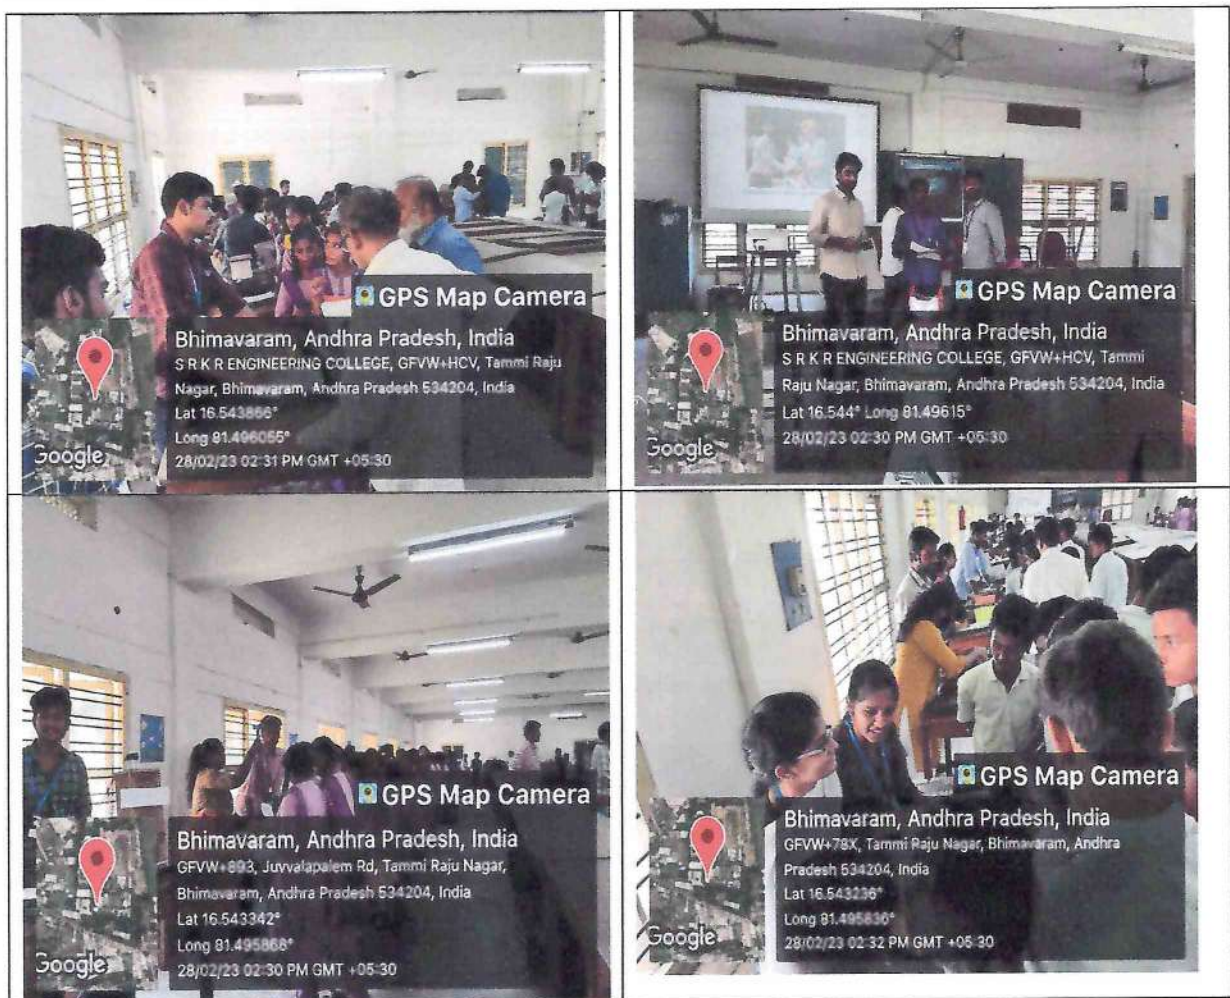 GPS Map Camera
Bhimavaram, Andhra Pradesh, India
S R K R ENGINEERING COLLEGE, GFVW+HCV, Tammi Raju
Nagar, Bhimavaram, Andhra Pradesh 534204, India
Lat 16.543866°
Long 81.496055°
28/02/23 02:31 PM GMT +05:30
Google
GPS Map Camera
Bhimavaram, Andhra Pradesh, India
S R K R ENGINEERING COLLEGE, GFVW+HCV, Tammi
Raju Nagar, Bhimavaram, Andhra Pradesh 534204, India
Lat 16.544° Long 81.49615°
28/02/23 02:30 PM GMT +05:30
Google
GPS Map Camera
Bhimavaram, Andhra Pradesh, India
GFVW+893, Juvvalapalem Rd, Tammi Raju Nagar,
Bhimavaram, Andhra Pradesh 534204, India
Lat 16.543342°
Long 81.495868°
28/02/23 02:30 PM GMT +05:30
Google
GPS Map Camera
Bhimavaram, Andhra Pradesh, India
GFVW+78X, Tammi Raju Nagar, Bhimavaram, Andhra
Pradesh 534204, India
Lat 16.543236°
Long 81.495836°
28/02/23 02:32 PM GMT +05:30
Google